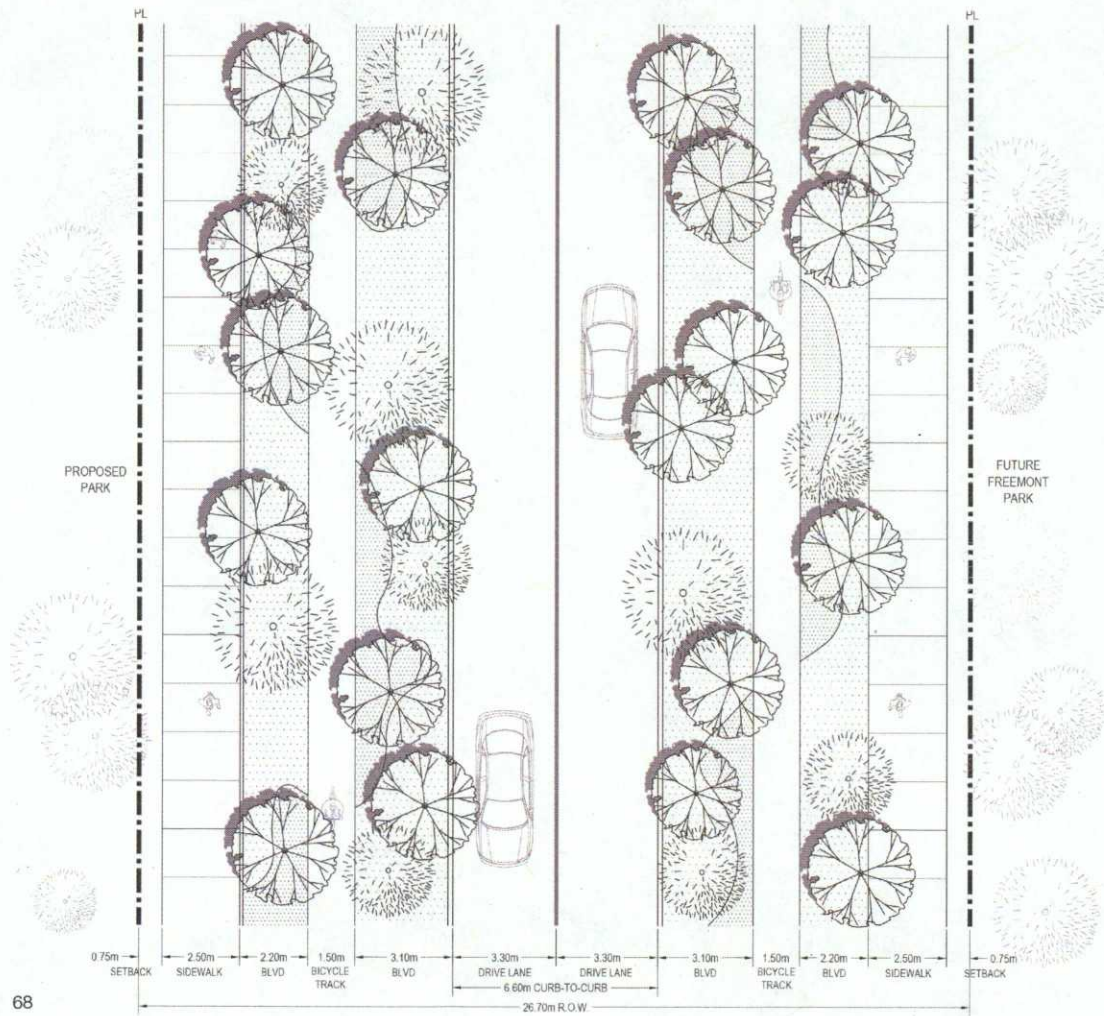 PL
PL
PROPOSED
PARK
FUTURE
FREEMONT
PARK
0.75m
SETBACK
2.50m
SIDEWALK
2.20m
BLVD
1.50m
BICYCLE
TRACK
3.10m
BLVD
3.30m
DRIVE LANE
3.30m
DRIVE LANE
6.60m CURB-TO-CURB
3.10m
BLVD
1.50m
BICYCLE
TRACK
2.20m
BLVD
2.50m
SIDEWALK
0.75m
SETBACK
26.70m R.O.W.
68